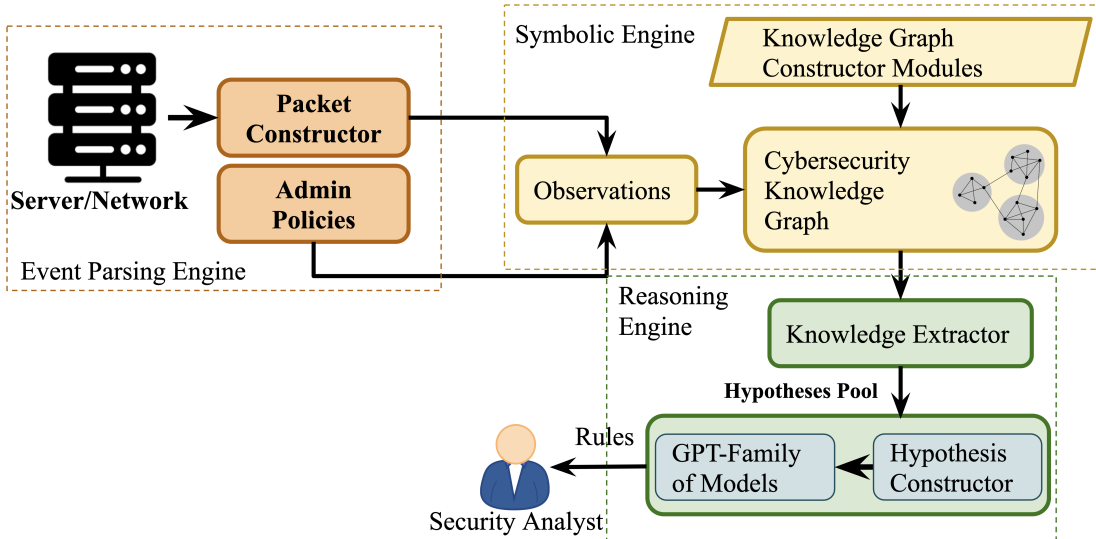 Symbolic Engine
Knowledge Graph
Constructor Modules
Packet
Constructor
Server/Network
Admin
Policies
Event Parsing Engine
Observations
Cybersecurity
Knowledge
Graph
Reasoning
Engine
Knowledge Extractor
Hypotheses Pool
Rules
GPT-Family
of Models
Hypothesis
Constructor
Security Analyst